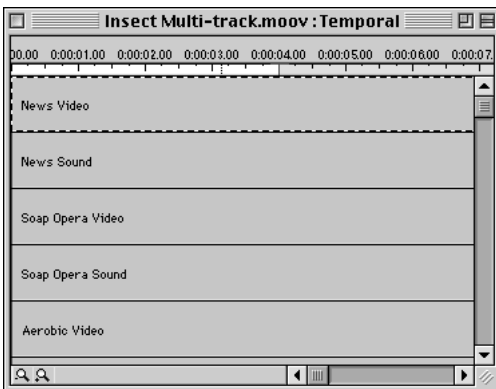 Insect Multi-track.moov : Temporal
00.00 0:00:01.00 0:00:02.00 0:00:03.00 0:00:04.00 0:00:05.00 0:00:06.00 0:00:07.
News Video
News Sound
Soap Opera Video
Soap Opera Sound
Aerobic Video